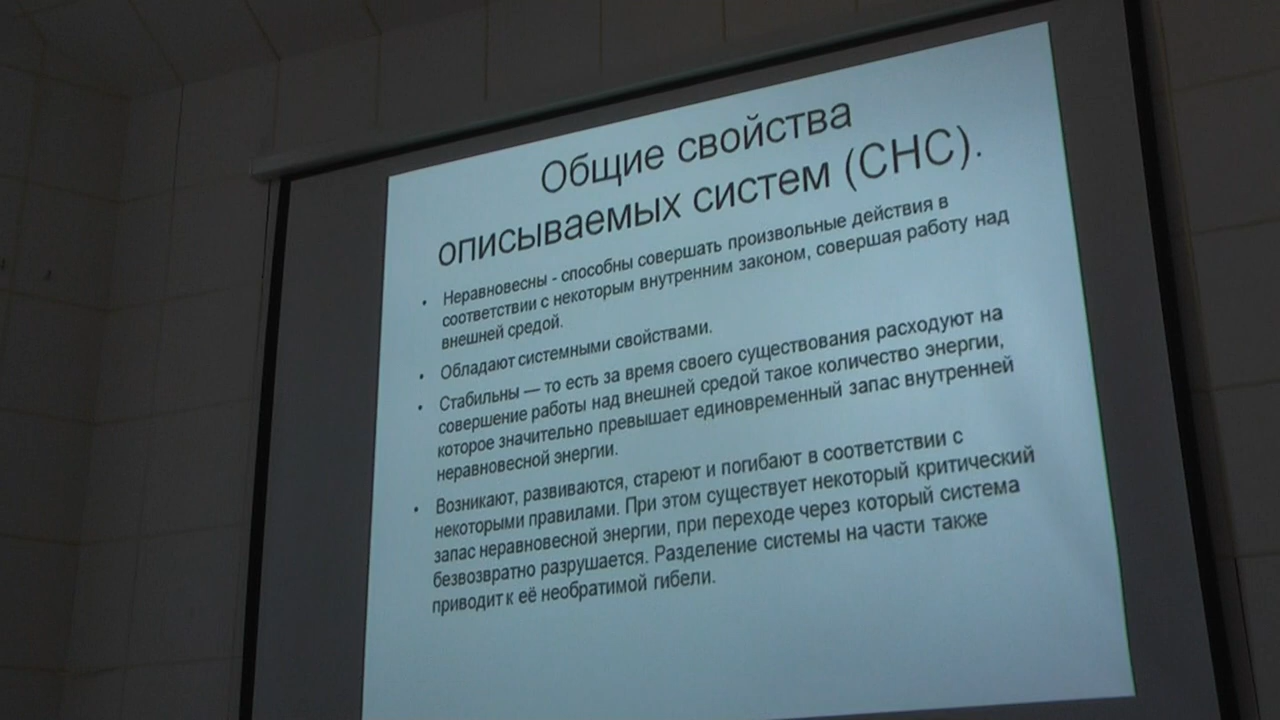 Общие свойства
описываемых систем (СНС).
• Неравновесны - способны совершать произвольные действия в
соответствии с некоторым внутренним законом, совершая работу над
внешней средой.
• Обладают системными свойствами.
• Стабильны — то есть за время своего существования расходуют на
совершение работы над внешней средой такое количество энергии,
которое значительно превышает единовременный запас внутренней
неравновесной энергии.
• Возникают, развиваются, стареют и погибают в соответствии с
некоторыми правилами. При этом существует некоторый критический
запас неравновесной энергии, при переходе через который система
безвозвратно разрушается. Разделение системы на части также
приводит к её необратимой гибели.